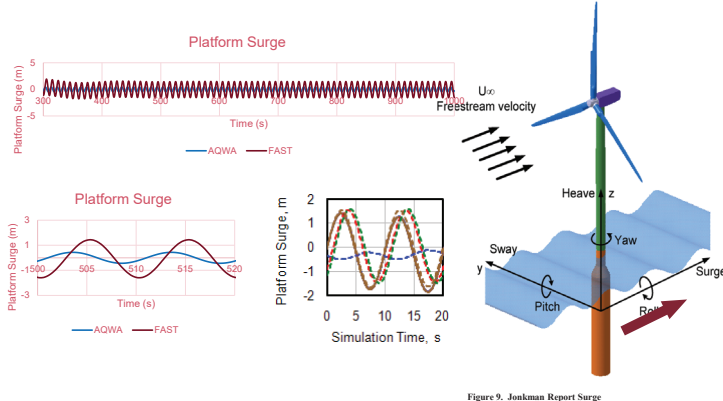 Platform Surge
Platform Surge (m)
5
0
-5
300
400
500
600
700
800
900
1000
Time (s)
AQWA
FAST
Platform Surge
Platform Surge (m)
3
1
-1
-3
500
505
510
515
520
Time (s)
AQWA
FAST
Platform Surge, m
2
1
0
-1
-2
0
5
10
15
20
Simulation Time, s
U∞
Freestream velocity
Heave
z
Yaw
Sway
y
Surge
Pitch
Roll
Figure 9. Jonkman Report Surge